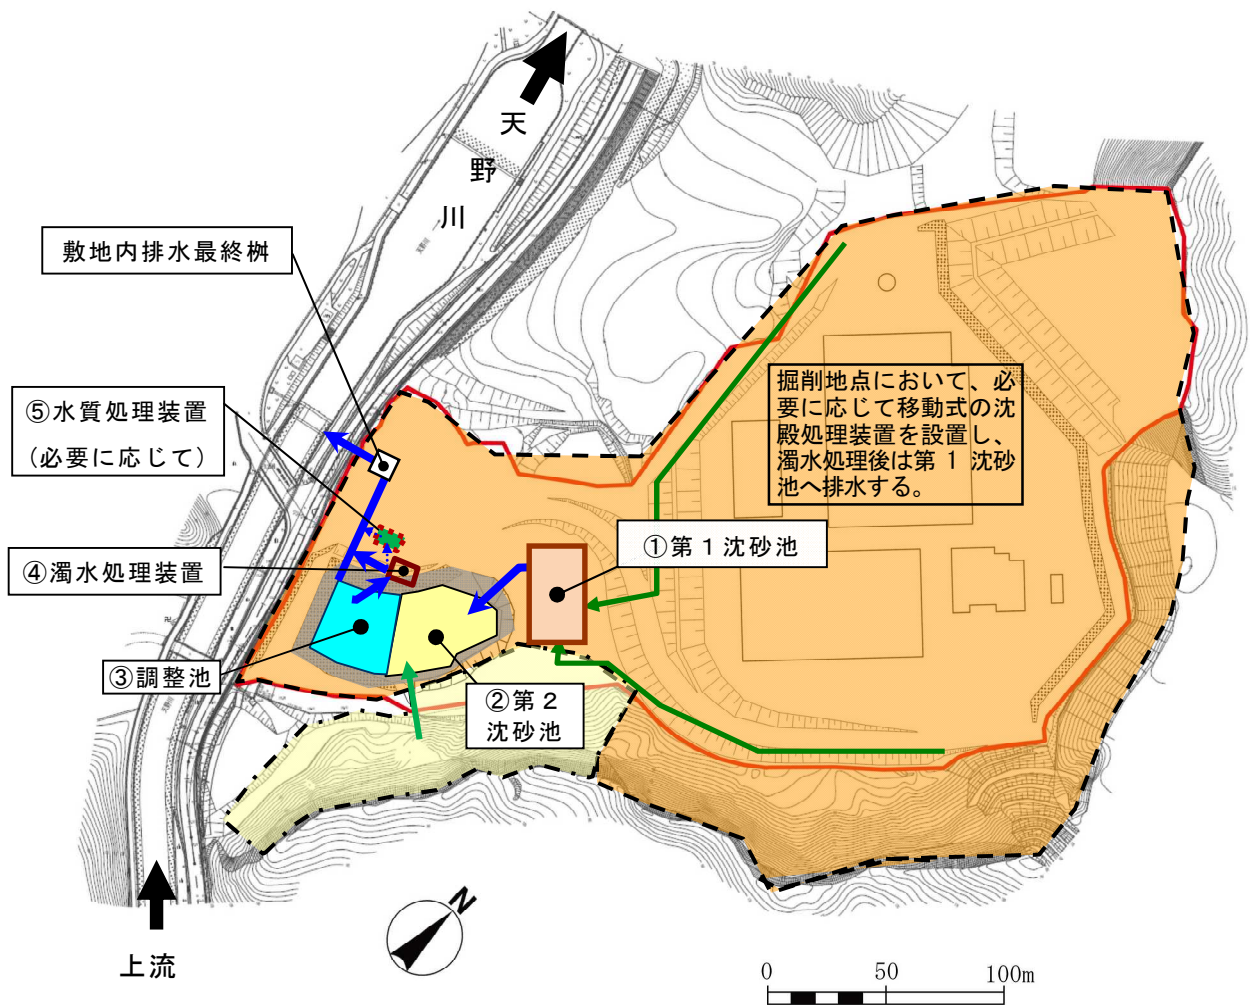 天
野
川
敷地内排水最終桝
⑤水質処理装置
(必要に応じて)
掘削地点において、必
要に応じて移動式の沈
殿処理装置を設置し、
濁水処理後は第１沈砂
池へ排水する。
①第１沈砂池
④濁水処理装置
③調整池
②第２
沈砂池
上流
N
0 50 100m